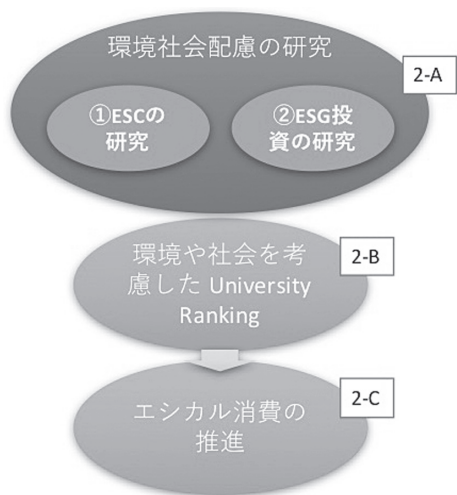 環境社会配慮の研究
2-A
①ESCの
研究
②ESG投
資の研究
環境や社会を考
慮した University
Ranking
2-B
エシカル消費の
推進
2-C